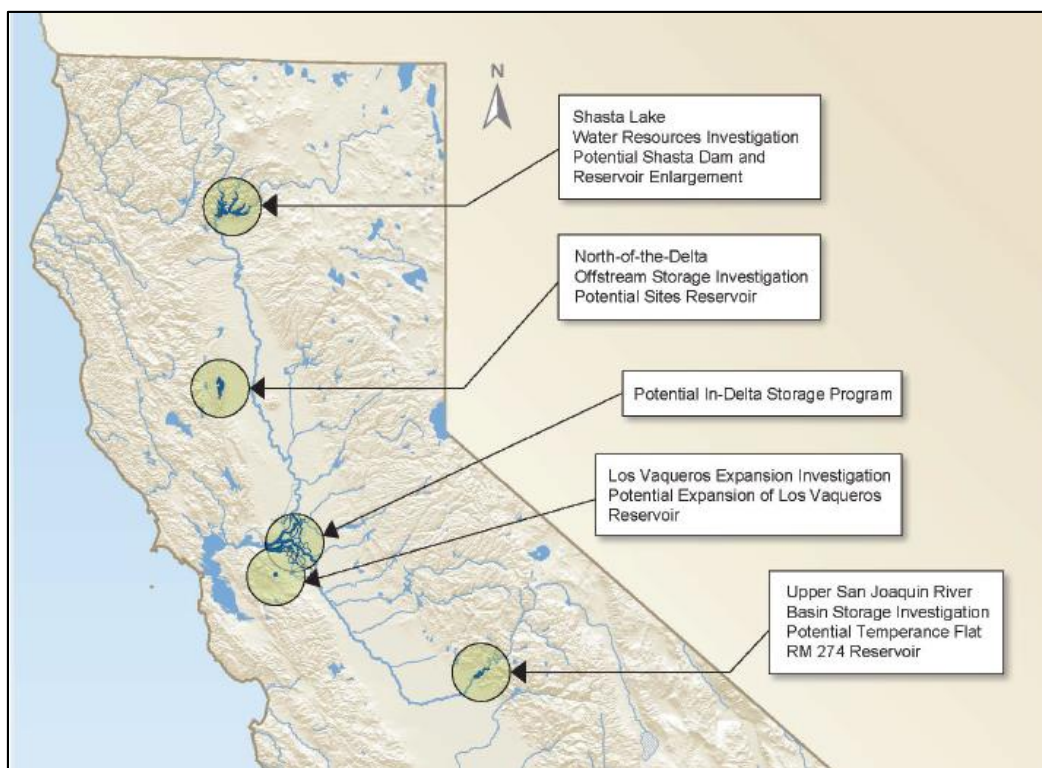 N
Shasta Lake
Water Resources Investigation
Potential Shasta Dam and
Reservoir Enlargement
North-of-the-Delta
Offstream Storage Investigation
Potential Sites Reservoir
Potential In-Delta Storage Program
Los Vaqueros Expansion Investigation
Potential Expansion of Los Vaqueros
Reservoir
Upper San Joaquin River
Basin Storage Investigation
Potential Temperance Flat
RM 274 Reservoir